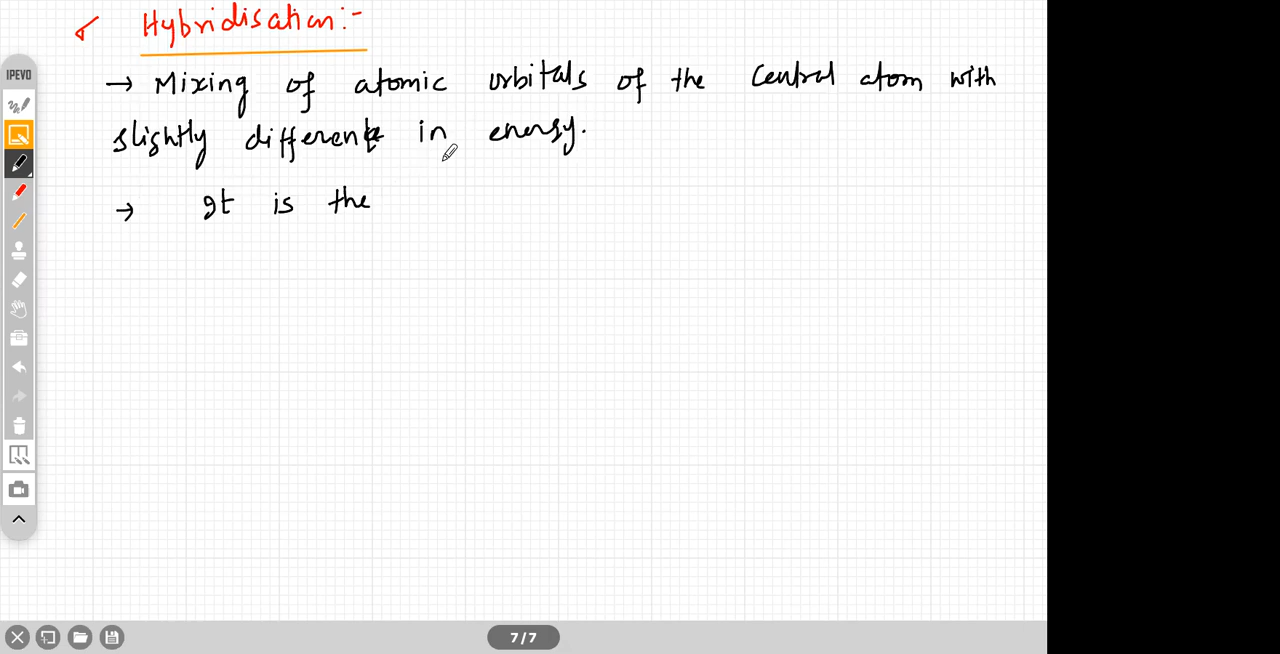 Hybridisation:-
IPEVO
→ Mixing of atomic orbitals of the Central atom with
slightly different in energy.
→ It is the
7/7